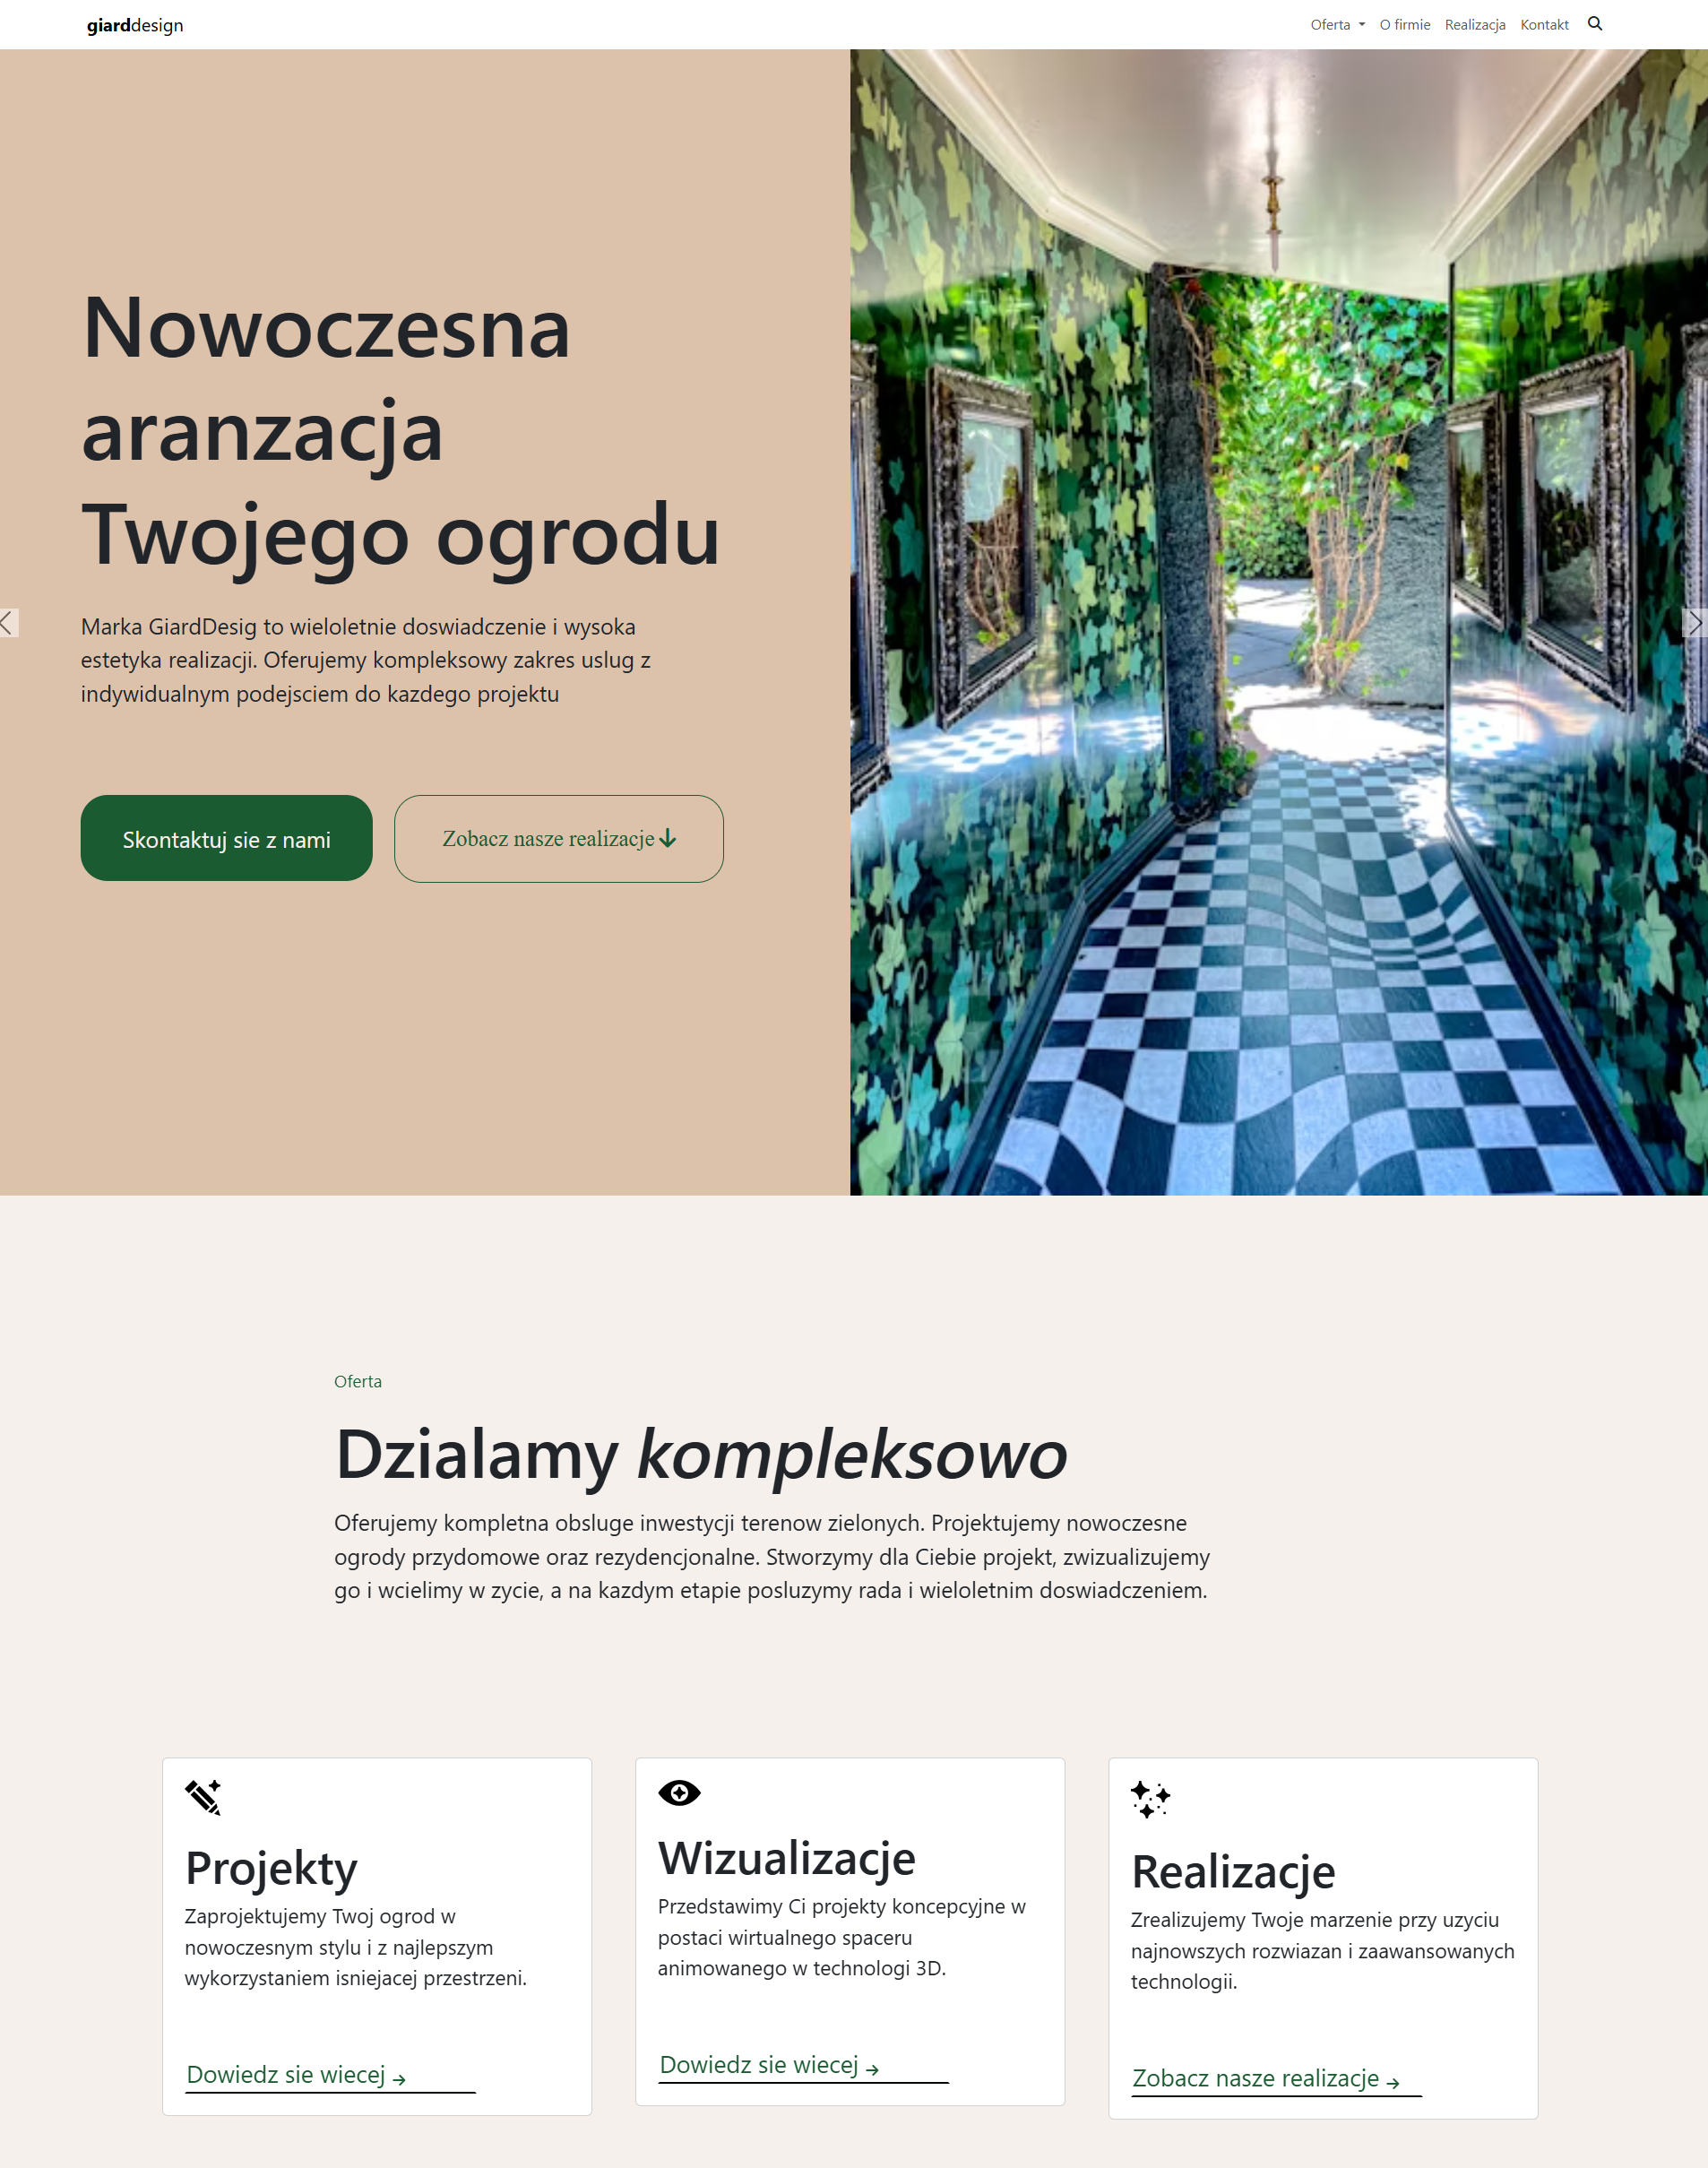 giarddesign
Oferta O firmie Realizacja Kontakt
Nowoczesna
aranzacja
Twojego ogrodu
Marka GiardDesig to wieloletnie doswiadczenie i wysoka
estetyka realizacji. Oferujemy kompleksowy zakres uslug z
indywidualnym podejsciem do kazdego projektu
Skontaktuj sie z nami
Zobacz nasze realizacje
Oferta
Dzialamy kompleksowo
Oferujemy kompletna obsluge inwestycji terenow zielonych. Projektujemy nowoczesne
ogrody przydomowe oraz rezydencjonalne. Stworzymy dla Ciebie projekt, zwizualizujemy
go i wcielimy w zycie, a na kazdym etapie posluzymy rada i wieloletnim doswiadczeniem.
Projekty
Zaprojektujemy Twoj ogrod w
nowoczesnym stylu i z najlepszym
wykorzystaniem isniejacej przestrzeni.
Dowiedz sie wiecej
Wizualizacje
Przedstawimy Ci projekty koncepcyjne w
postaci wirtualnego spaceru
animowanego w technologi 3D.
Dowiedz sie wiecej
Realizacje
Zrealizujemy Twoje marzenie przy uzyciu
najnowszych rozwiazan i zaawansowanych
technologii.
Zobacz nasze realizacje